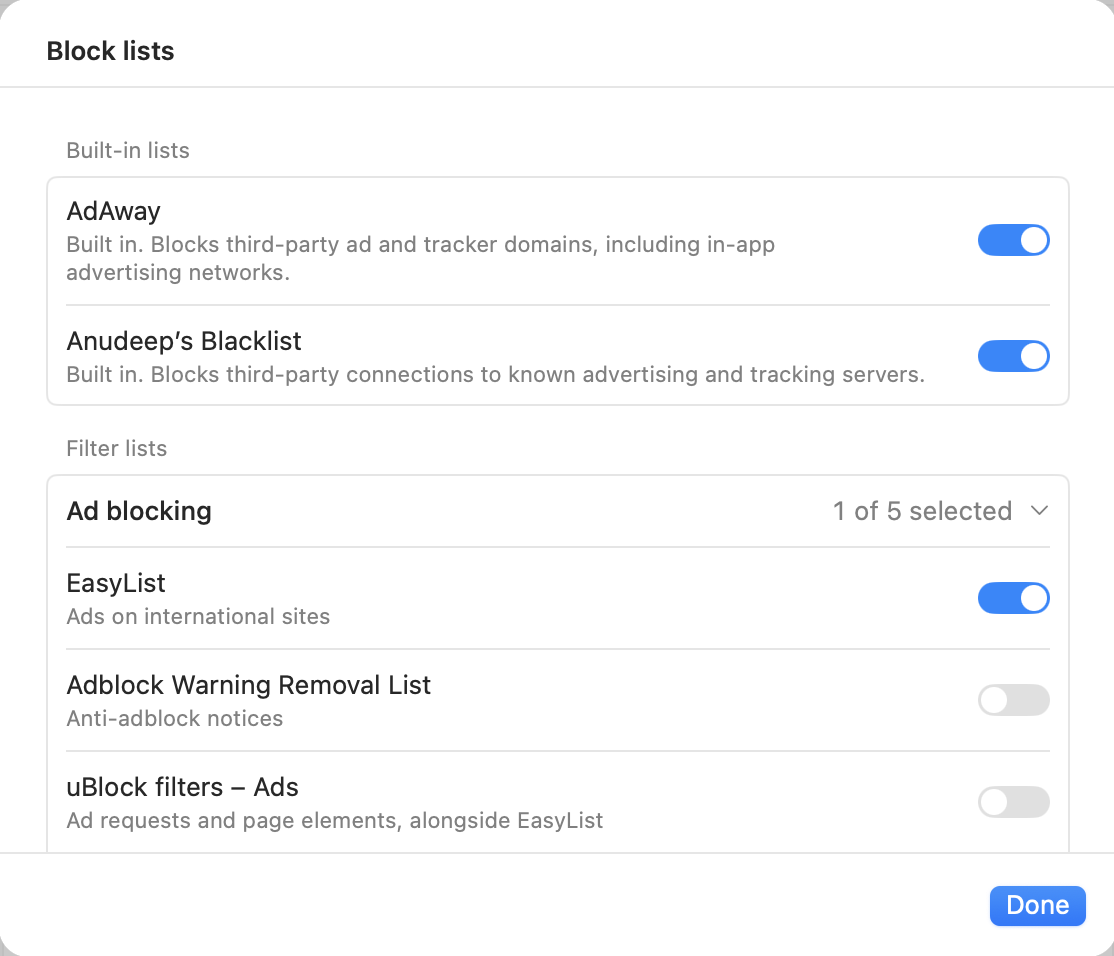 Block lists
Built-in lists
AdAway
Built in. Blocks third-party ad and tracker domains, including in-app
advertising networks.
Anudeep’s Blacklist
Built in. Blocks third-party connections to known advertising and tracking servers.
Filter lists
Ad blocking
1 of 5 selected
EasyList
Ads on international sites
Adblock Warning Removal List
Anti-adblock notices
uBlock filters – Ads
Ad requests and page elements, alongside EasyList
Done